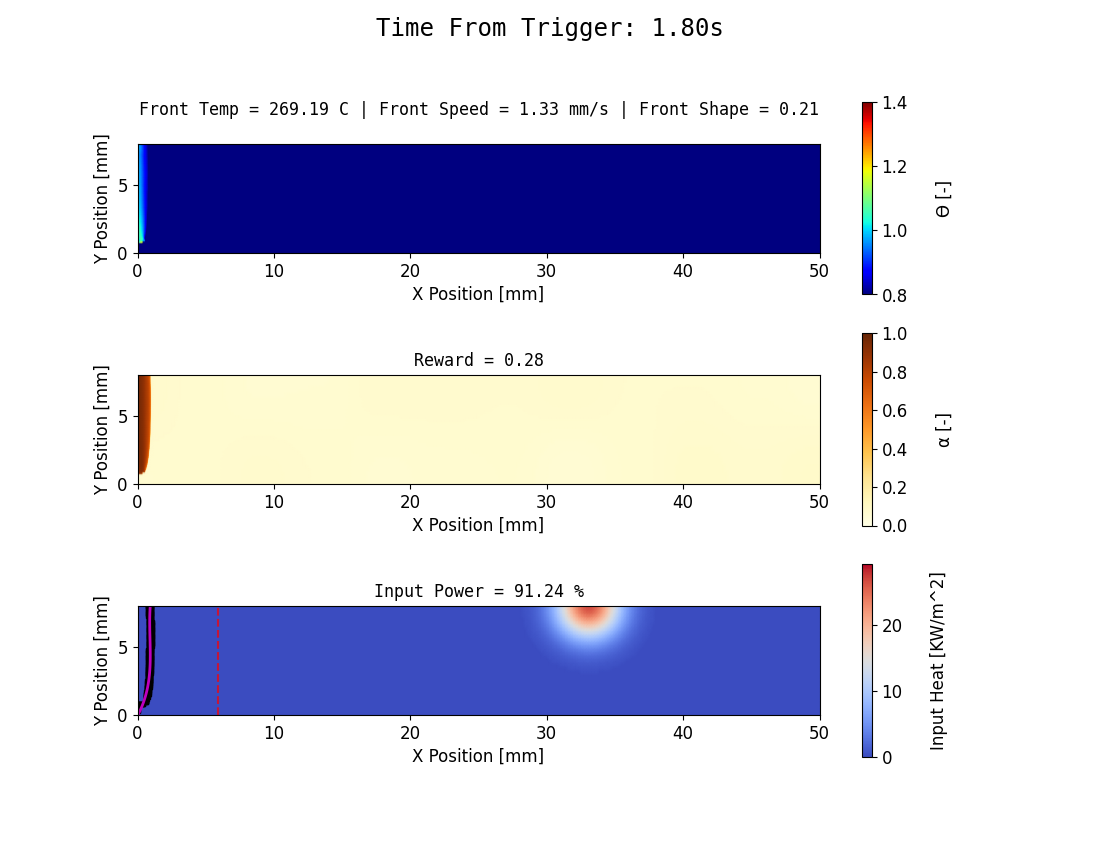 Time From Trigger: 1.80s
Front Temp = 269.19 C | Front Speed = 1.33 mm/s | Front Shape = 0.21
Y Position [mm]
5
0
0 10 20 30 40 50
X Position [mm]
1.4
1.2
1.0
0.8
Θ [-]
Reward = 0.28
Y Position [mm]
5
0
0 10 20 30 40 50
X Position [mm]
1.0
0.8
0.6
0.4
0.2
0.0
α [-]
Input Power = 91.24 %
Y Position [mm]
5
0
0 10 20 30 40 50
X Position [mm]
20
10
0
Input Heat [KW/m^2]